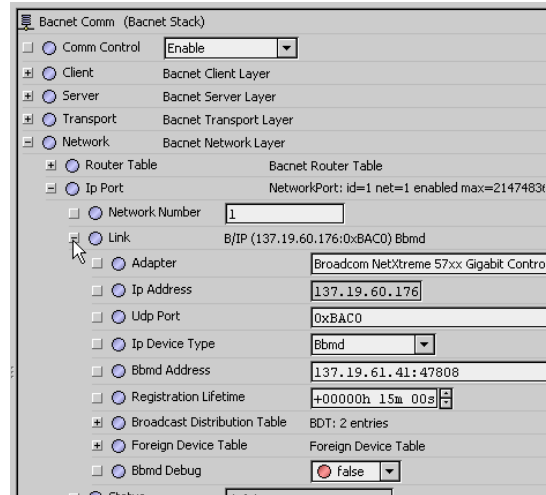 Bacnet Comm (Bacnet Stack)
Comm Control Enable
Client Bacnet Client Layer
Server Bacnet Server Layer
Transport Bacnet Transport Layer
Network Bacnet Network Layer
Router Table Bacnet Router Table
Ip Port NetworkPort: id=1 net=1 enabled max=21474836
Network Number 1
Link B/IP (137.19.60.176:0xBAC0) Bbmd
Adapter Broadcom NetXtreme 57xx Gigabit Contro
Ip Address 137.19.60.176
Udp Port 0xBAC0
Ip Device Type Bbmd
Bbmd Address 137.19.61.41:47808
Registration Lifetime +00000h 15m 00s
Broadcast Distribution Table BDT: 2 entries
Foreign Device Table Foreign Device Table
Bbmd Debug false